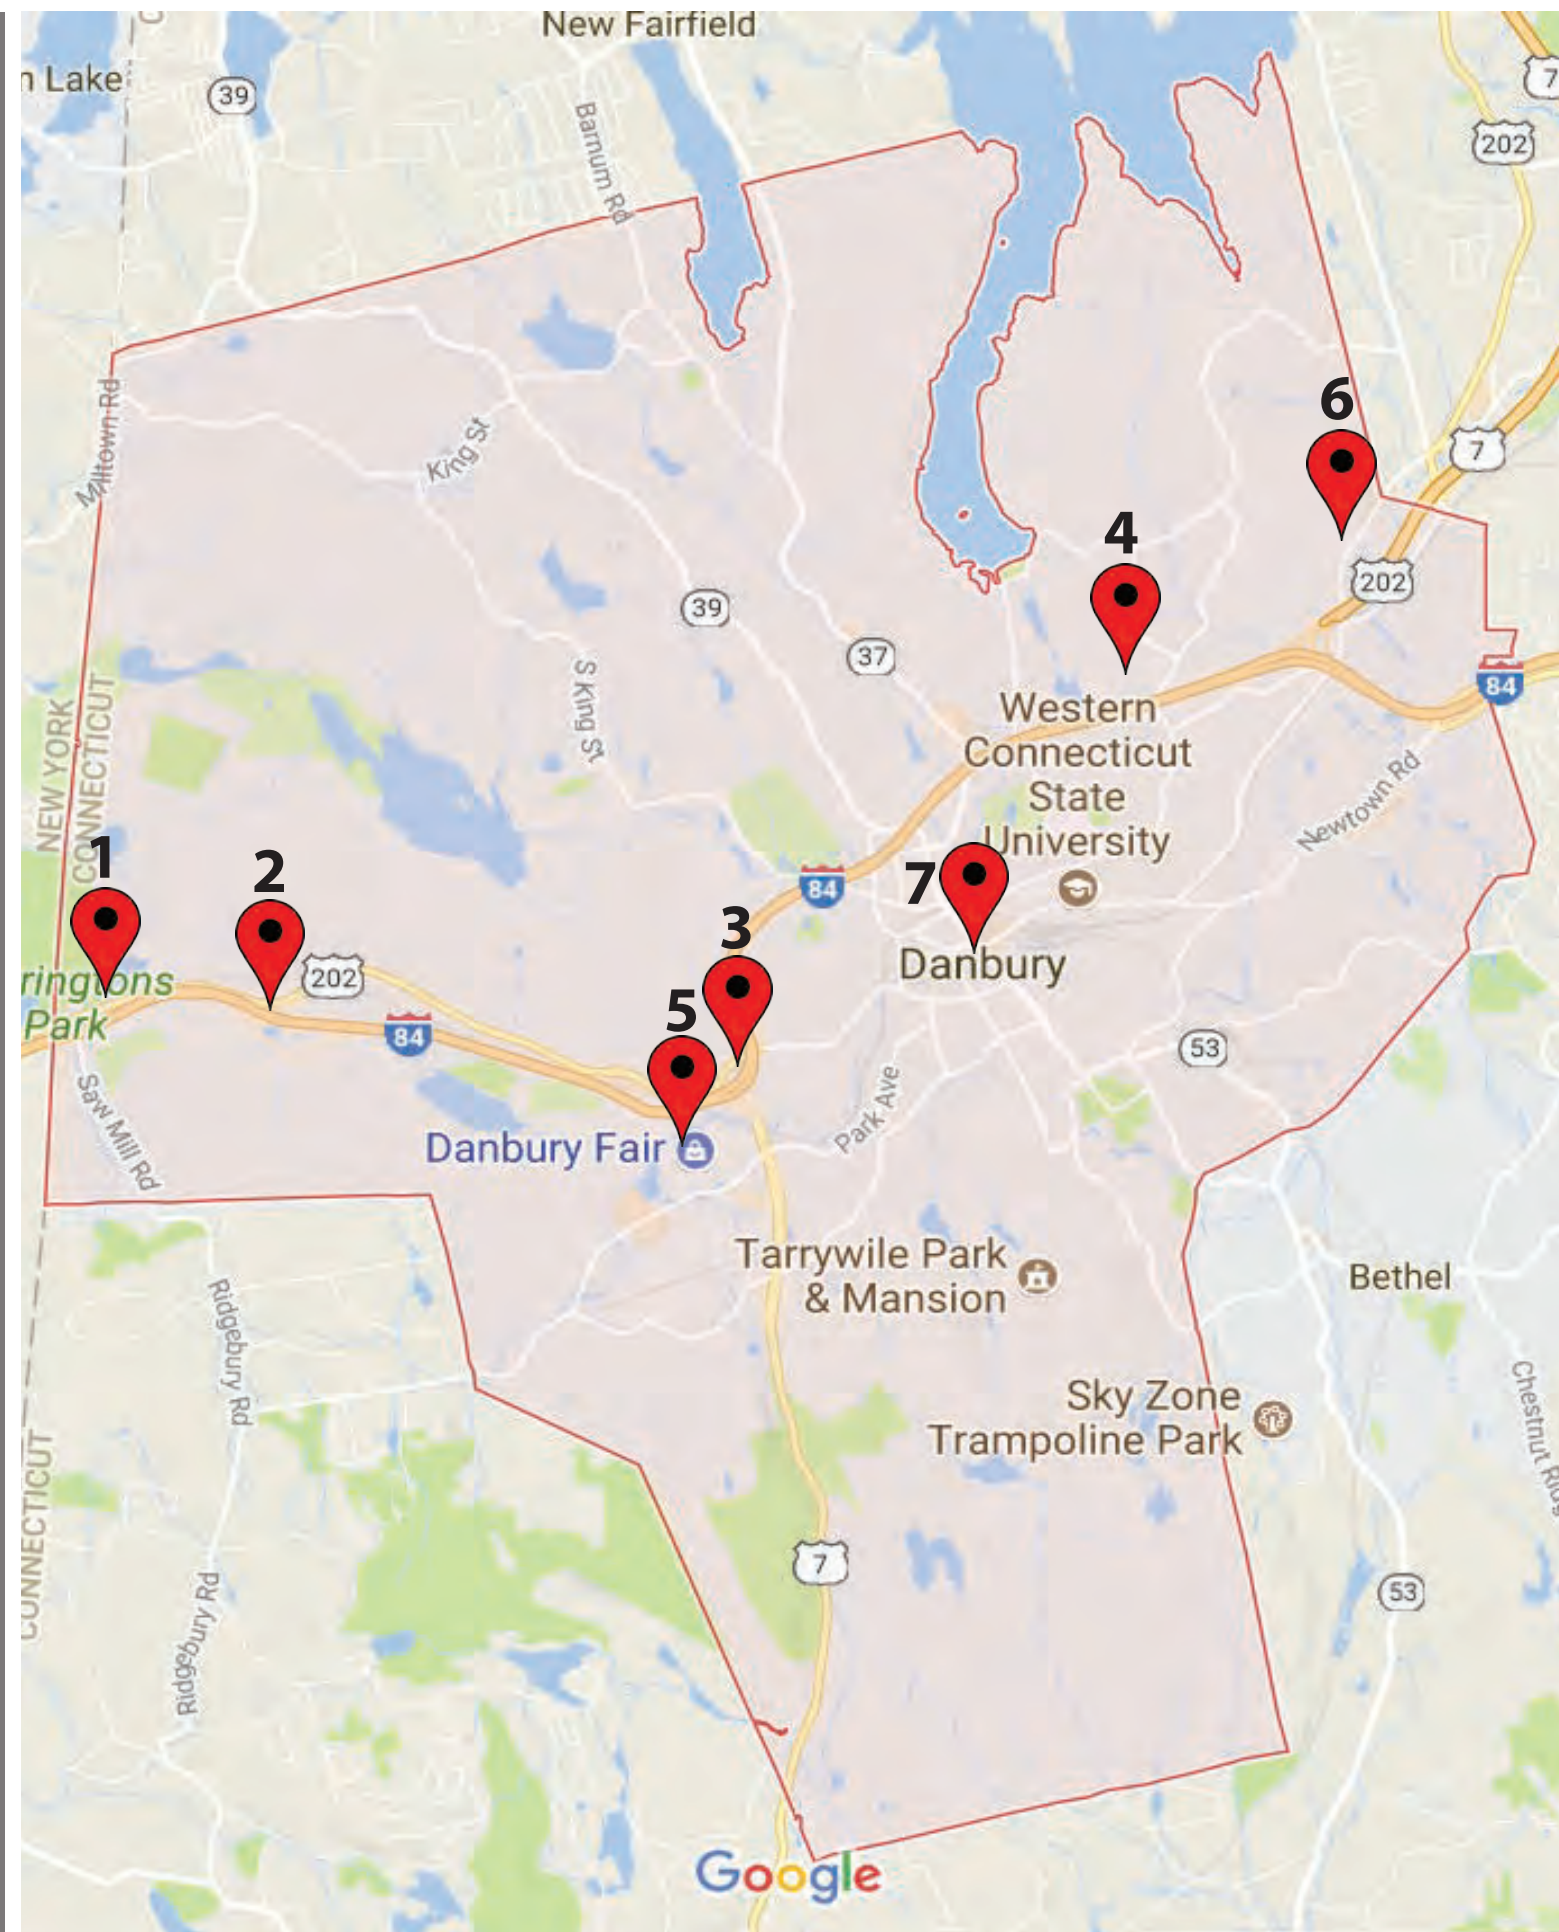 New Fairfield
n Lake
39
7
202
Barnum Rd
Milltown Rd
King St
6
7
4
202
39
37
S King St
84
Western
Connecticut
State
University
NEW YORK
CONNECTICUT
Newtown Rd
1
2
84
7
3
Danbury
202
ringtons
Park
84
5
53
Saw Mill Rd
Park Ave
Danbury Fair
Tarrywile Park
& Mansion
Bethel
Ridgebury Rd
Sky Zone
Trampoline Park
Chestnut Ridg
CONNECTICUT
7
53
Ridgebury Rd
Google